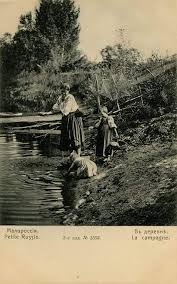 Малороссія.
Petite Russie.
Въ деревнѣ.
La campagne.